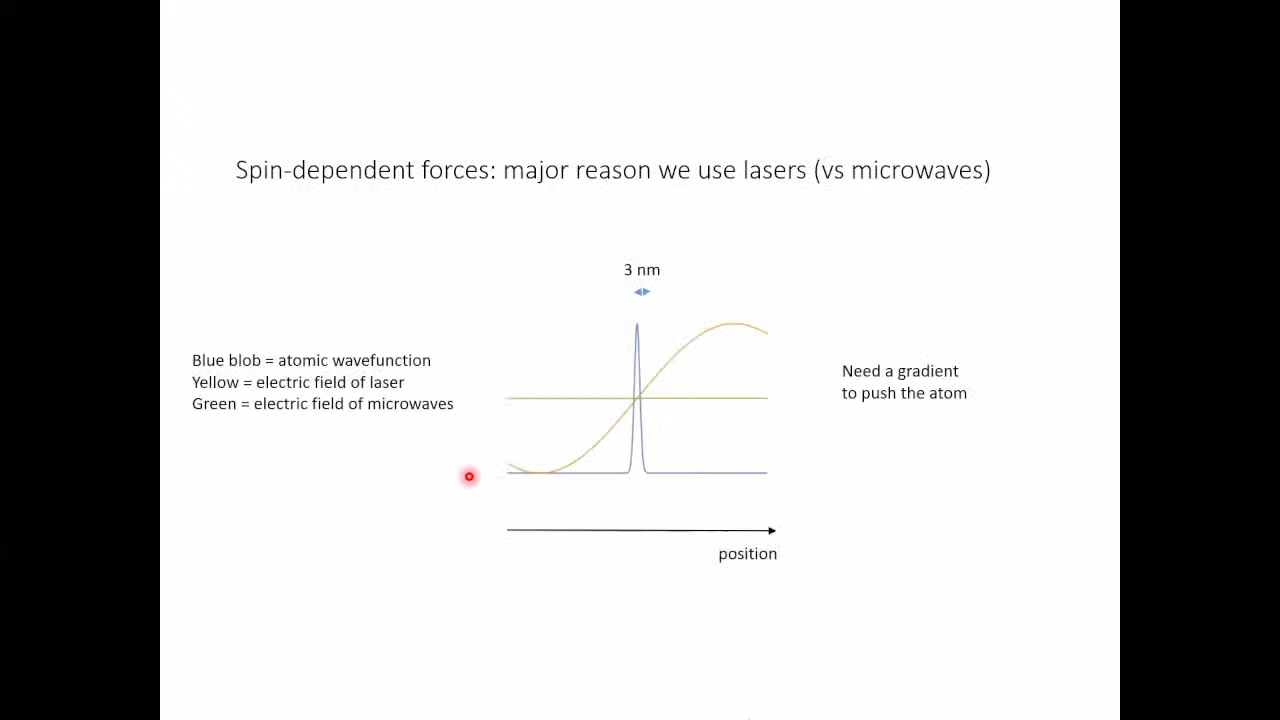 Spin-dependent forces: major reason we use lasers (vs microwaves)
3 nm
Blue blob = atomic wavefunction
Yellow = electric field of laser
Green = electric field of microwaves
Need a gradient
to push the atom
position